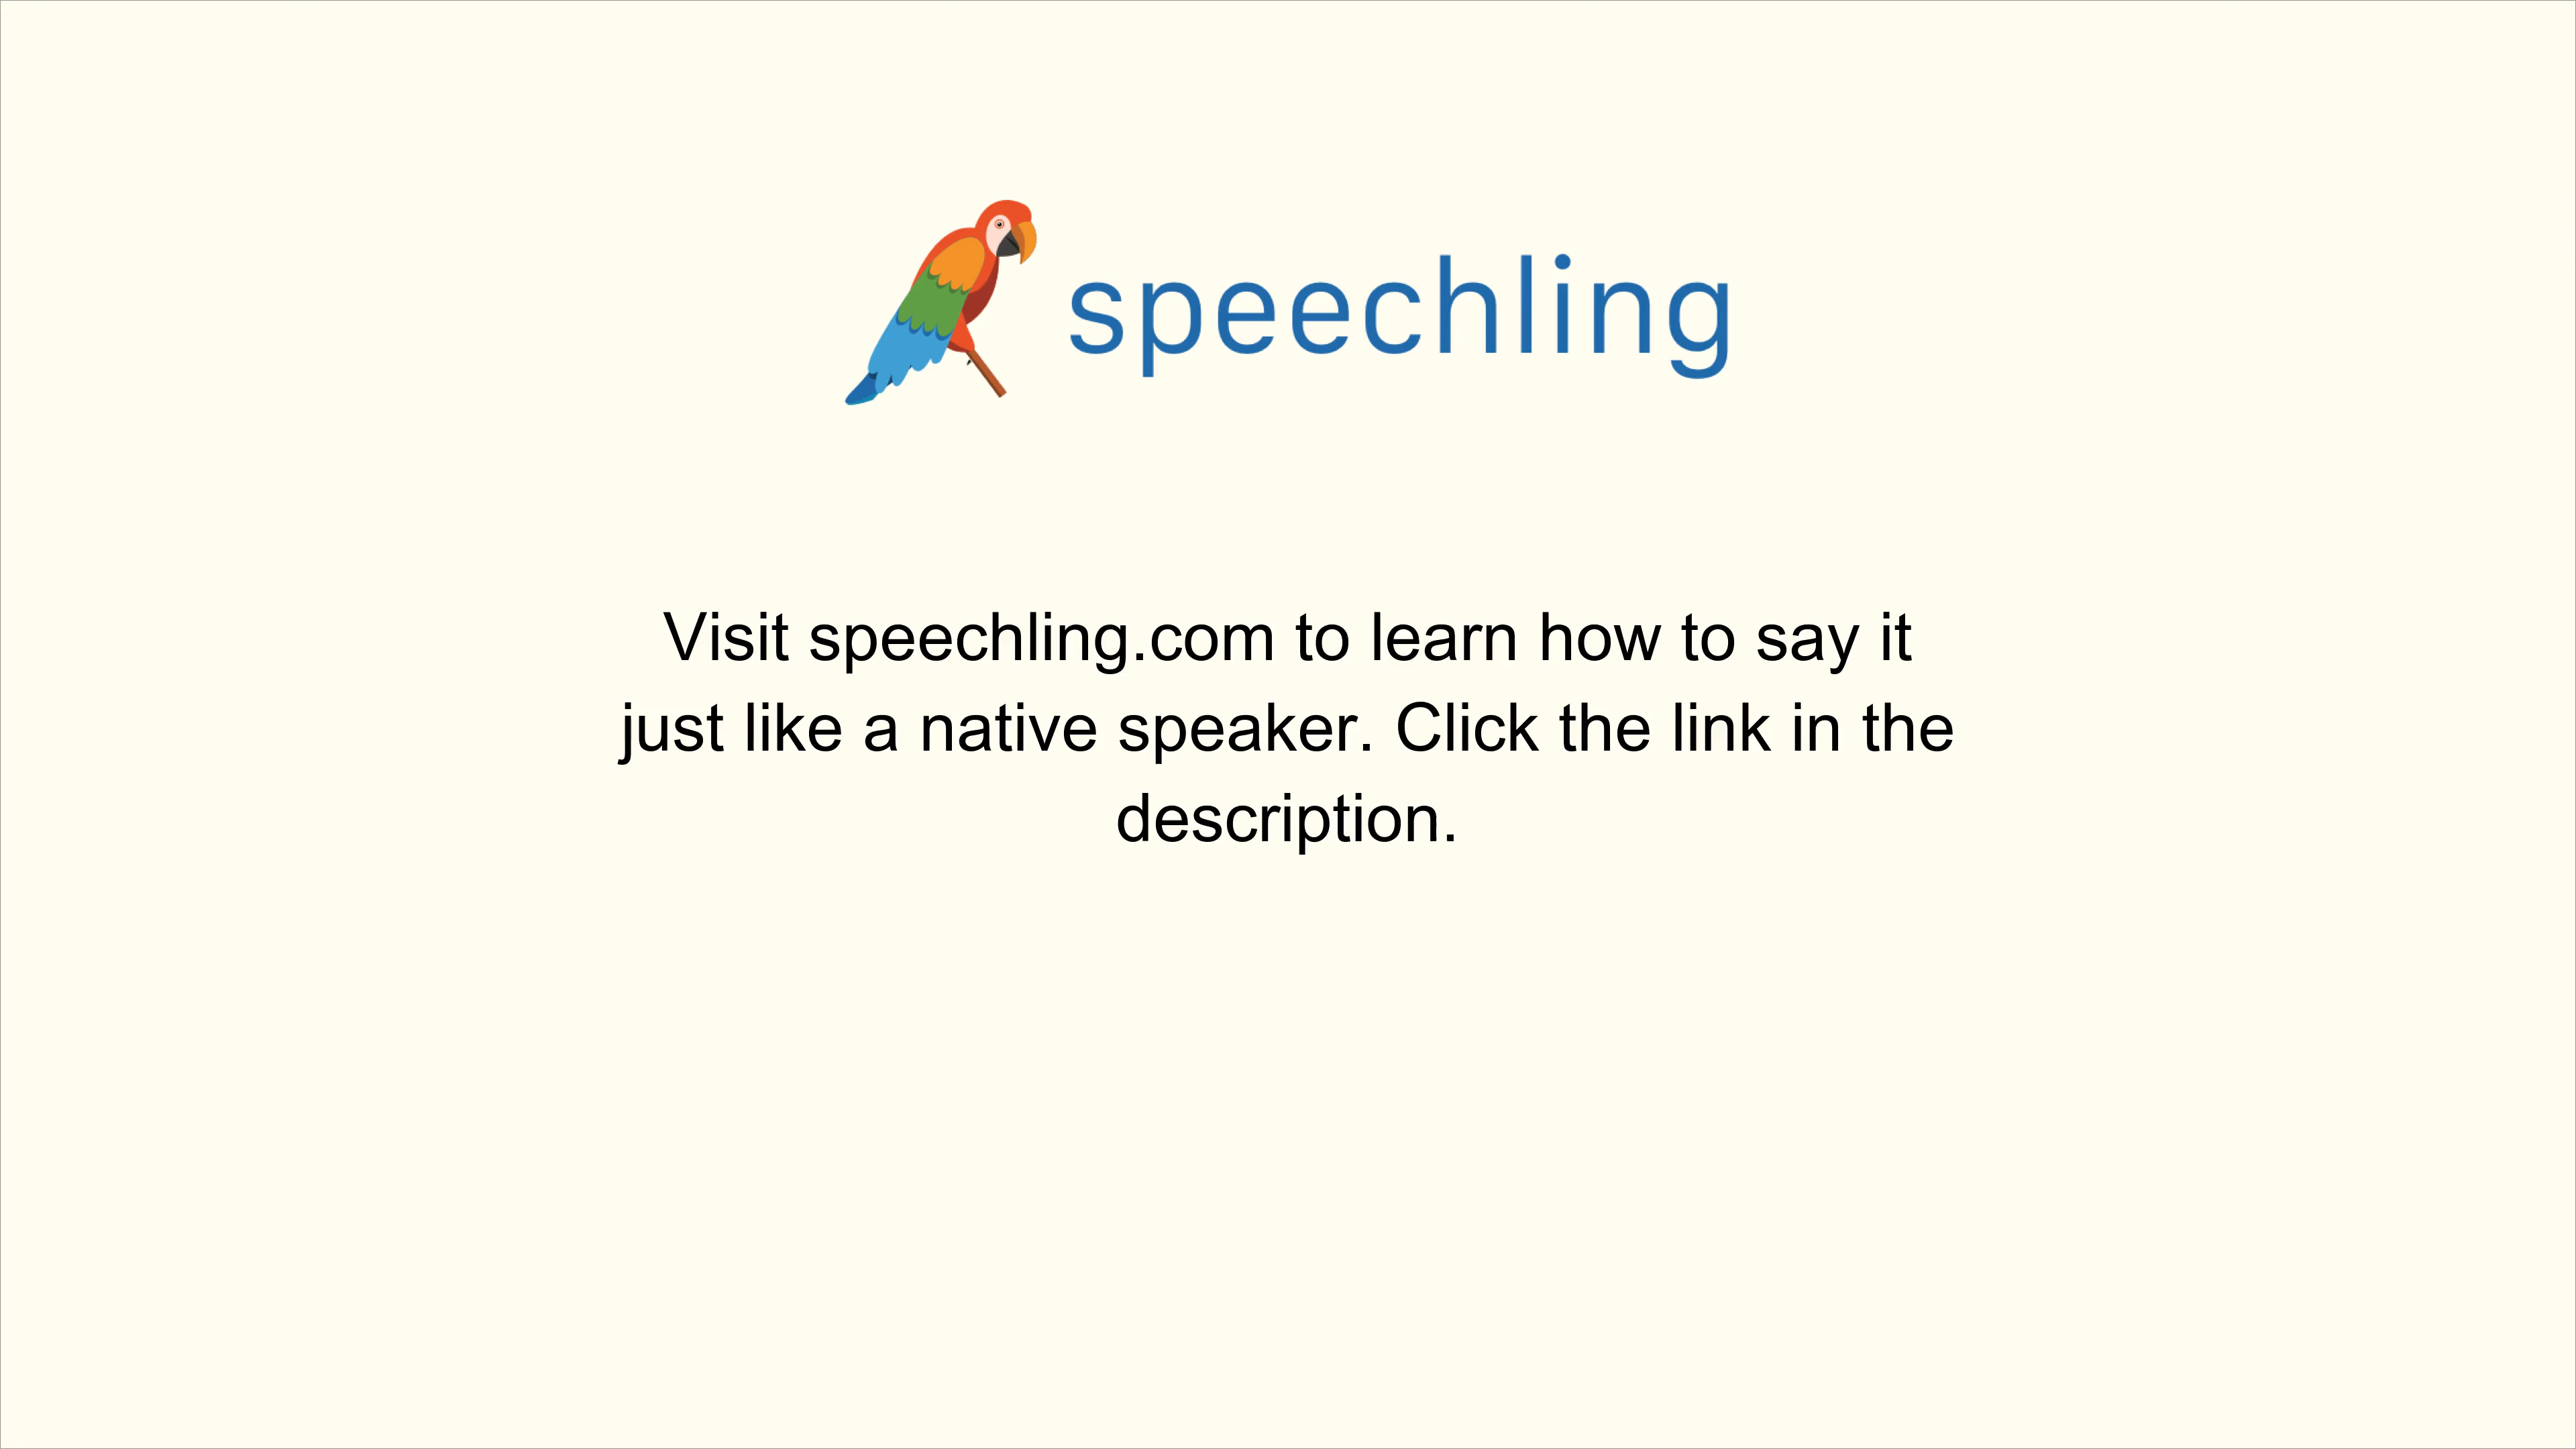 speechling
Visit speechling.com to learn how to say it
just like a native speaker. Click the link in the
description.